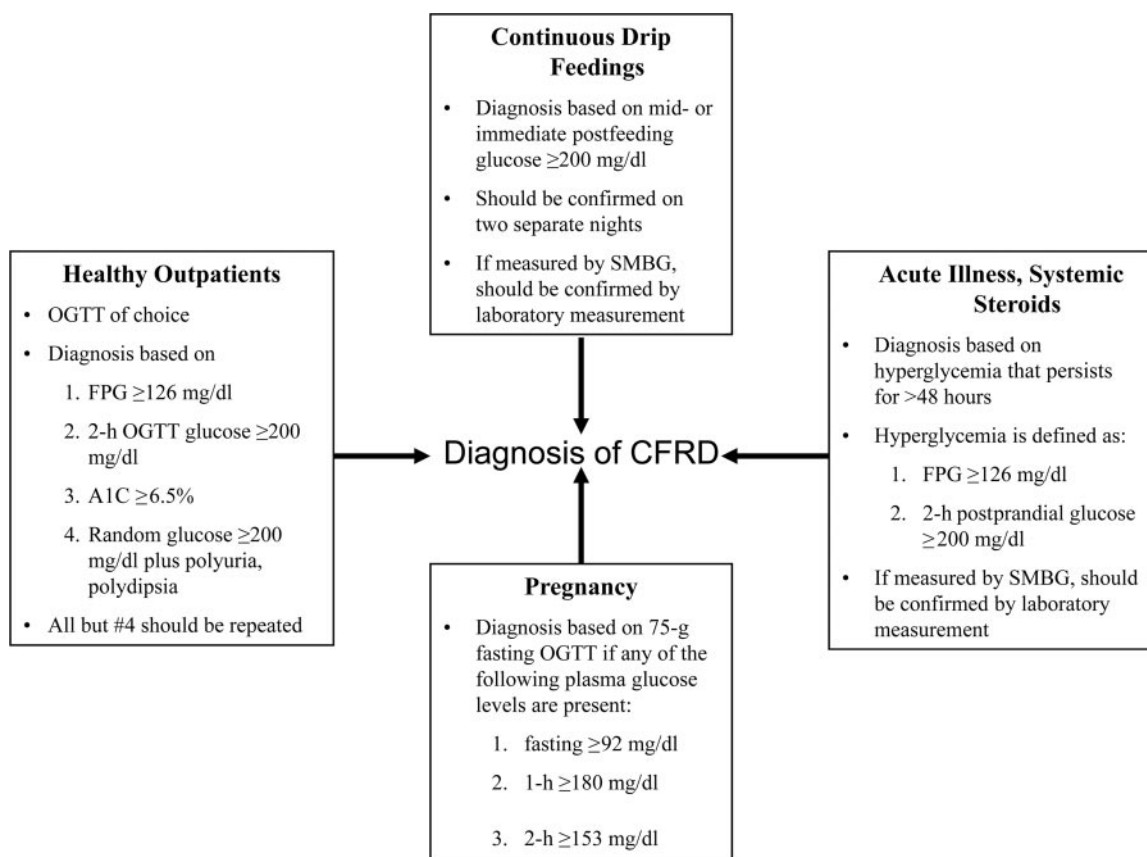 Continuous Drip
Feedings
• Diagnosis based on mid- or
immediate postfeeding
glucose ≥200 mg/dl
• Should be confirmed on
two separate nights
• If measured by SMBG,
should be confirmed by
laboratory measurement
Healthy Outpatients
• OGTT of choice
• Diagnosis based on
1. FPG ≥126 mg/dl
2. 2-h OGTT glucose ≥200
mg/dl
3. A1C ≥6.5%
4. Random glucose ≥200
mg/dl plus polyuria,
polydipsia
• All but #4 should be repeated
Diagnosis of CFRD
Acute Illness, Systemic
Steroids
• Diagnosis based on
hyperglycemia that persists
for >48 hours
• Hyperglycemia is defined as:
1. FPG ≥126 mg/dl
2. 2-h postprandial glucose
≥200 mg/dl
• If measured by SMBG, should
be confirmed by laboratory
measurement
Pregnancy
• Diagnosis based on 75-g
fasting OGTT if any of the
following plasma glucose
levels are present:
1. fasting ≥92 mg/dl
2. 1-h ≥180 mg/dl
3. 2-h ≥153 mg/dl